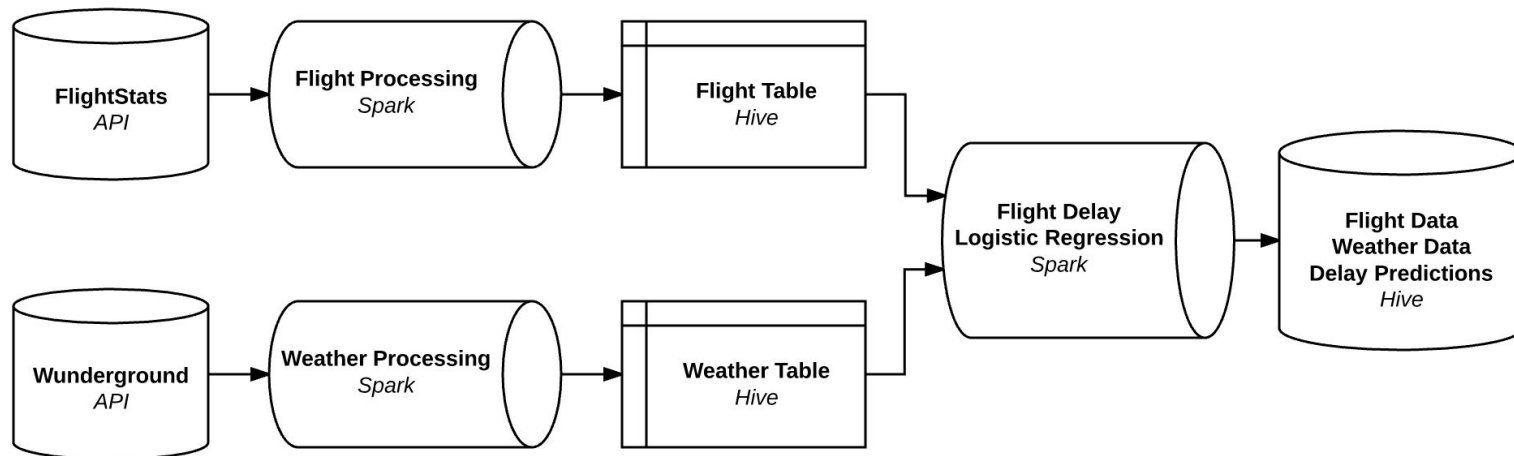 FlightStats
API
Flight Processing
Spark
Flight Table
Hive
Wunderground
API
Weather Processing
Spark
Weather Table
Hive
Flight Delay
Logistic Regression
Spark
Flight Data
Weather Data
Delay Predictions
Hive